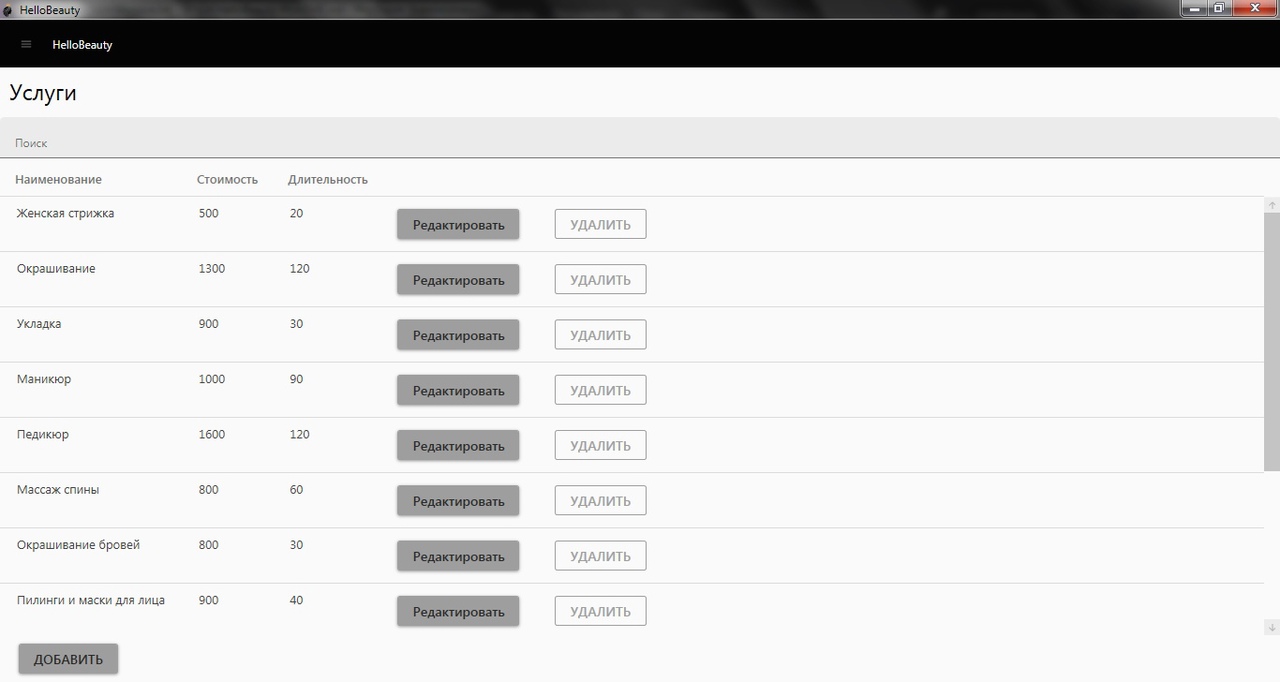 HelloBeauty
HelloBeauty
Услуги
Поиск
Наименование Стоимость Длительность
Женская стрижка 500 20 Редактировать УДАЛИТЬ
Окрашивание 1300 120 Редактировать УДАЛИТЬ
Укладка 900 30 Редактировать УДАЛИТЬ
Маникюр 1000 90 Редактировать УДАЛИТЬ
Педикюр 1600 120 Редактировать УДАЛИТЬ
Массаж спины 800 60 Редактировать УДАЛИТЬ
Окрашивание бровей 800 30 Редактировать УДАЛИТЬ
Пилинги и маски для лица 900 40 Редактировать УДАЛИТЬ
ДОБАВИТЬ